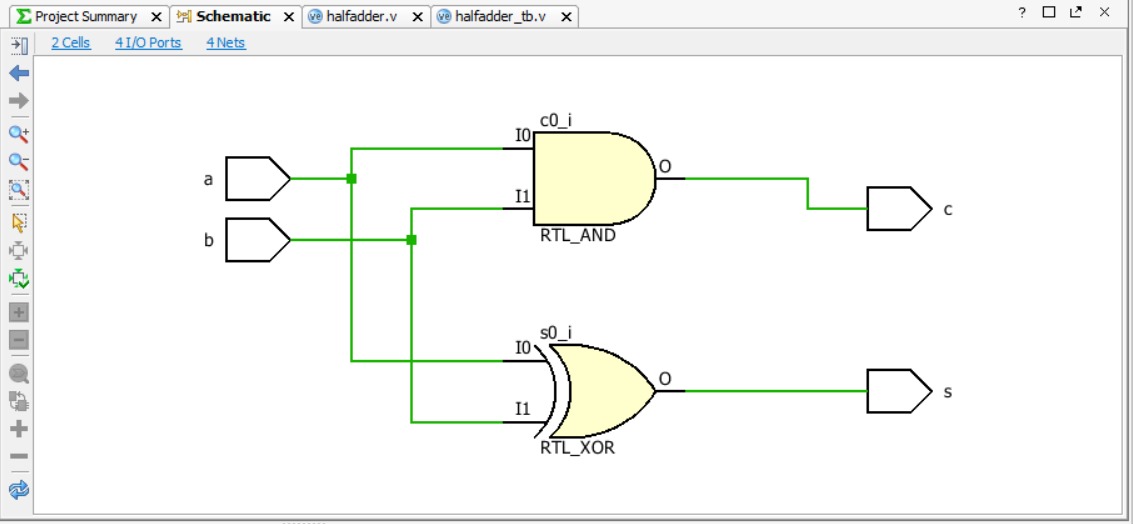 Project Summary Schematic halfadder.v halfadder_tb.v ?
2 Cells 4 I/O Ports 4 Nets
c0_i
I0
a
O
I1
c
b
RTL_AND
s0_i
I0
O
s
I1
RTL_XOR